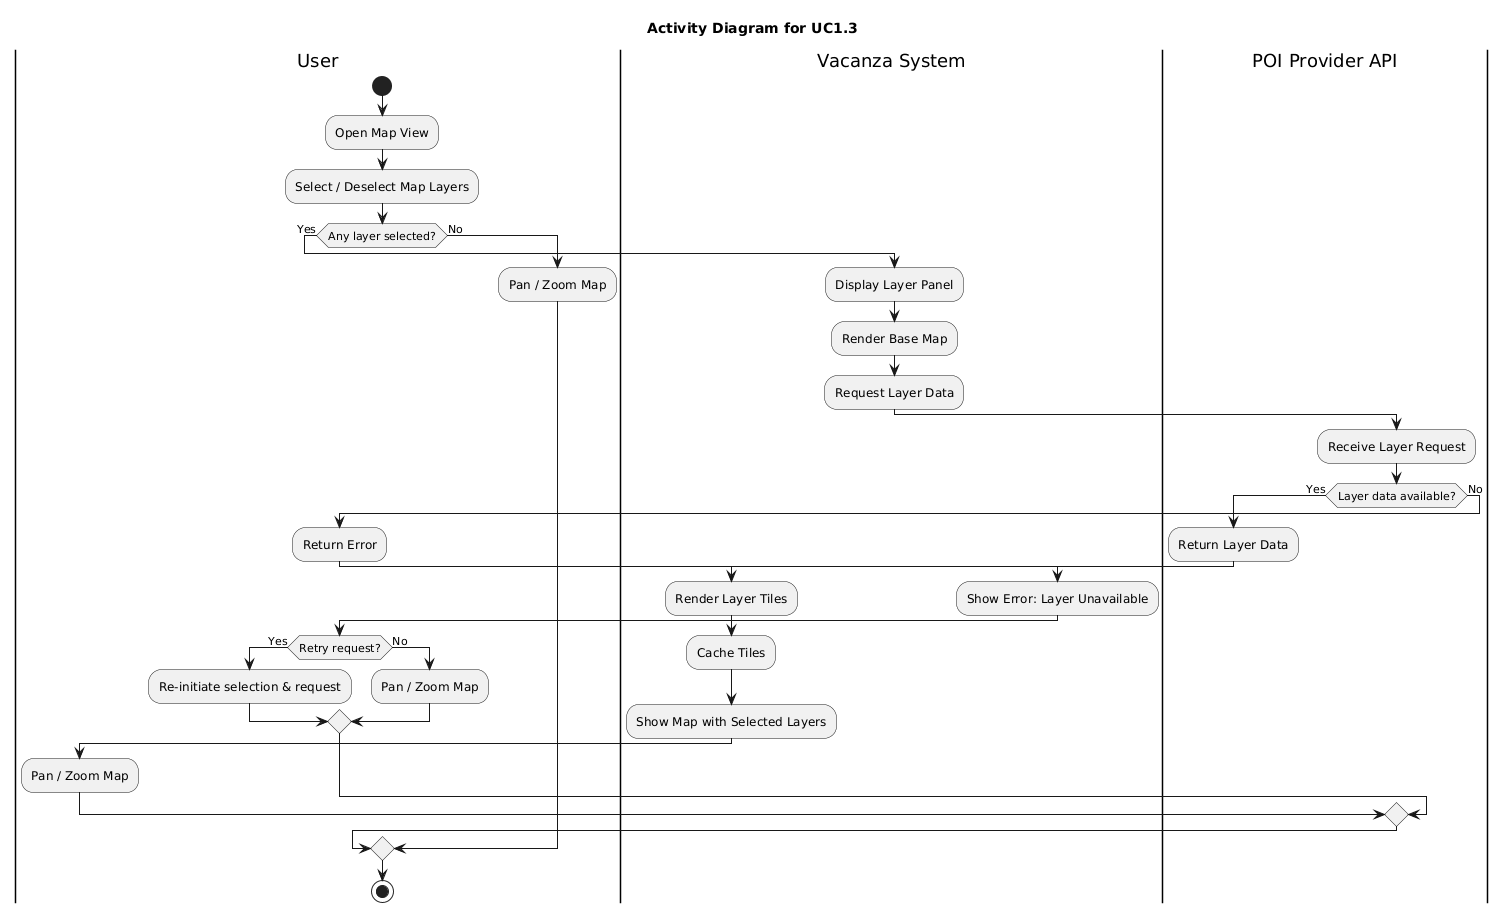 Activity Diagram for UC1.3
User
Vacanza System
POI Provider API
Open Map View
Select / Deselect Map Layers
Yes
Any layer selected?
No
Pan / Zoom Map
Display Layer Panel
Render Base Map
Request Layer Data
Receive Layer Request
Yes
Layer data available?
No
Return Error
Return Layer Data
Render Layer Tiles
Show Error: Layer Unavailable
Yes
Retry request?
No
Cache Tiles
Re-initiate selection & request
Pan / Zoom Map
Show Map with Selected Layers
Pan / Zoom Map